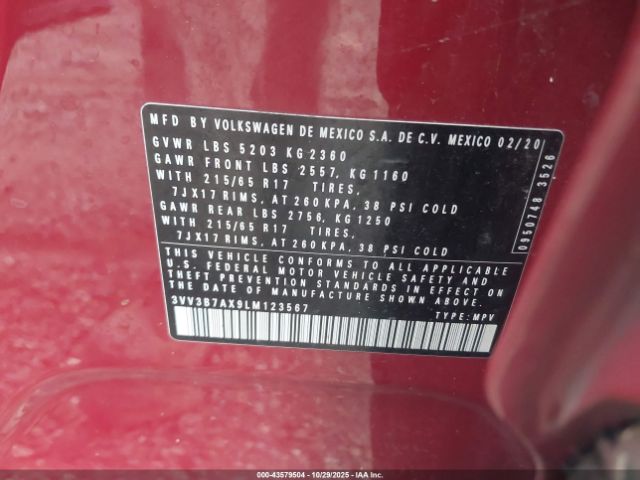 MFD BY VOLKSWAGEN DE MEXICO S.A. DE C.V. MEXICO 02/20
GVWR LBS 5203 KG 2360
GAWR FRONT LBS 2557, KG 1160
WITH 215/65 R17 TIRES,
7JX17 RIMS, AT 260 KPA, 38 PSI COLD
GAWR REAR LBS 2756, KG 1250
WITH 215/65 R17 TIRES,
7JX17 RIMS, AT 260 KPA, 38 PSI COLD
THIS VEHICLE CONFORMS TO ALL APPLICABLE
U.S. FEDERAL MOTOR VEHICLE SAFETY AND
THEFT PREVENTION STANDARDS IN EFFECT ON
THE DATE OF MANUFACTURE SHOWN ABOVE.
3VV3B7AX9LM123567
TYPE: MPV
0950748 3526
000-43579504 | 10/29/2025 | IAA Inc. | Copyright